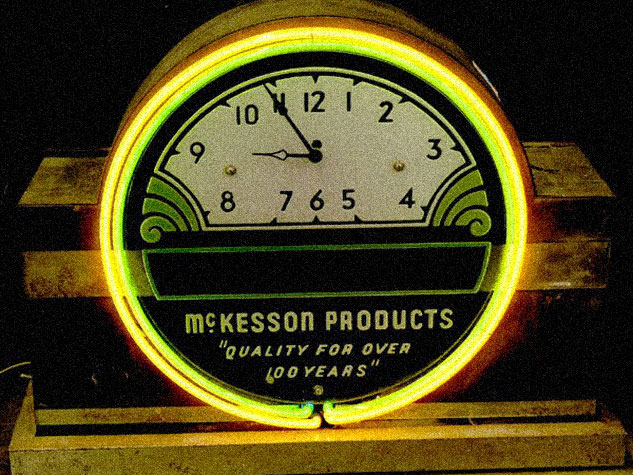 10 11 12 1 2
9 3
8 7 6 5 4
McKESSON PRODUCTS
"QUALITY FOR OVER
100 YEARS"